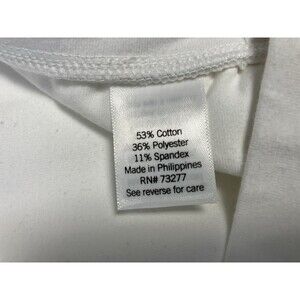 53% Cotton
36% Polyester
11% Spandex
Made in Philippines
RN# 73277
See reverse for care